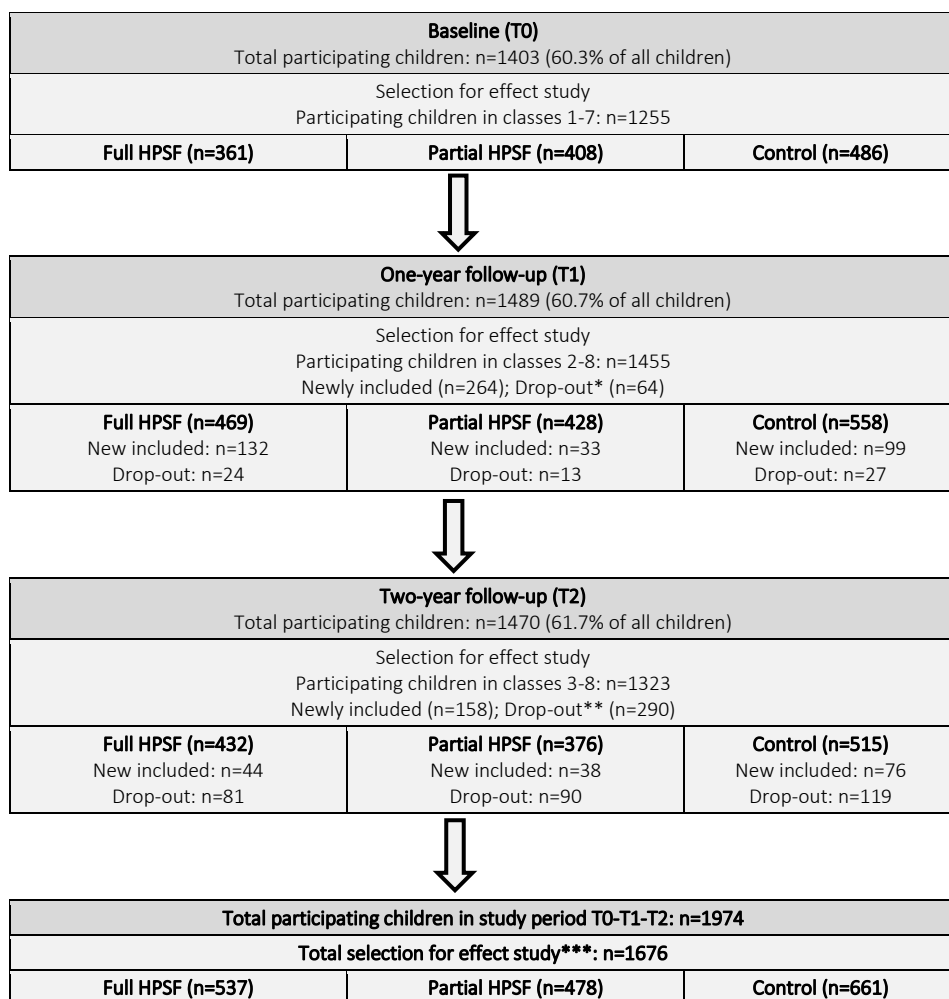 Baseline (T0)
Total participating children: n=1403 (60.3% of all children)
Selection for effect study
Participating children in classes 1-7: n=1255
Full HPSF (n=361)
Partial HPSF (n=408)
Control (n=486)
One-year follow-up (T1)
Total participating children: n=1489 (60.7% of all children)
Selection for effect study
Participating children in classes 2-8: n=1455
Newly included (n=264); Drop-out* (n=64)
Full HPSF (n=469)
New included: n=132
Drop-out: n=24
Partial HPSF (n=428)
New included: n=33
Drop-out: n=13
Control (n=558)
New included: n=99
Drop-out: n=27
Two-year follow-up (T2)
Total participating children: n=1470 (61.7% of all children)
Selection for effect study
Participating children in classes 3-8: n=1323
Newly included (n=158); Drop-out** (n=290)
Full HPSF (n=432)
New included: n=44
Drop-out: n=81
Partial HPSF (n=376)
New included: n=38
Drop-out: n=90
Control (n=515)
New included: n=76
Drop-out: n=119
Total participating children in study period T0-T1-T2: n=1974
Total selection for effect study***: n=1676
Full HPSF (n=537)
Partial HPSF (n=478)
Control (n=661)